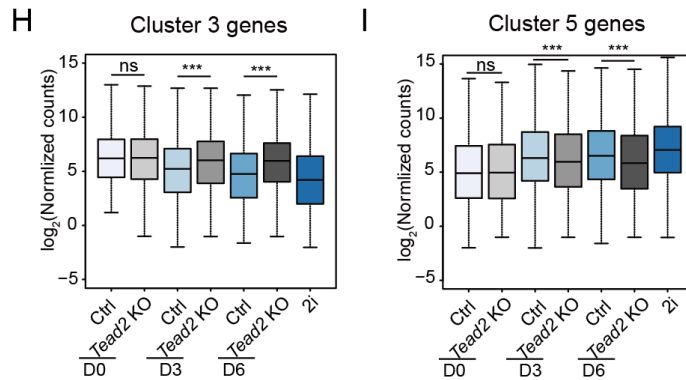 H
Cluster 3 genes
log2(Normlized counts)
15
10
5
0
−5
ns
***
***
Ctrl
Tead2 KO
Ctrl
Tead2 KO
Ctrl
Tead2 KO
2i
D0
D3
D6
I
Cluster 5 genes
log2(Normlized counts)
15
10
5
0
−5
ns
***
***
Ctrl
Tead2 KO
Ctrl
Tead2 KO
Ctrl
Tead2 KO
2i
D0
D3
D6